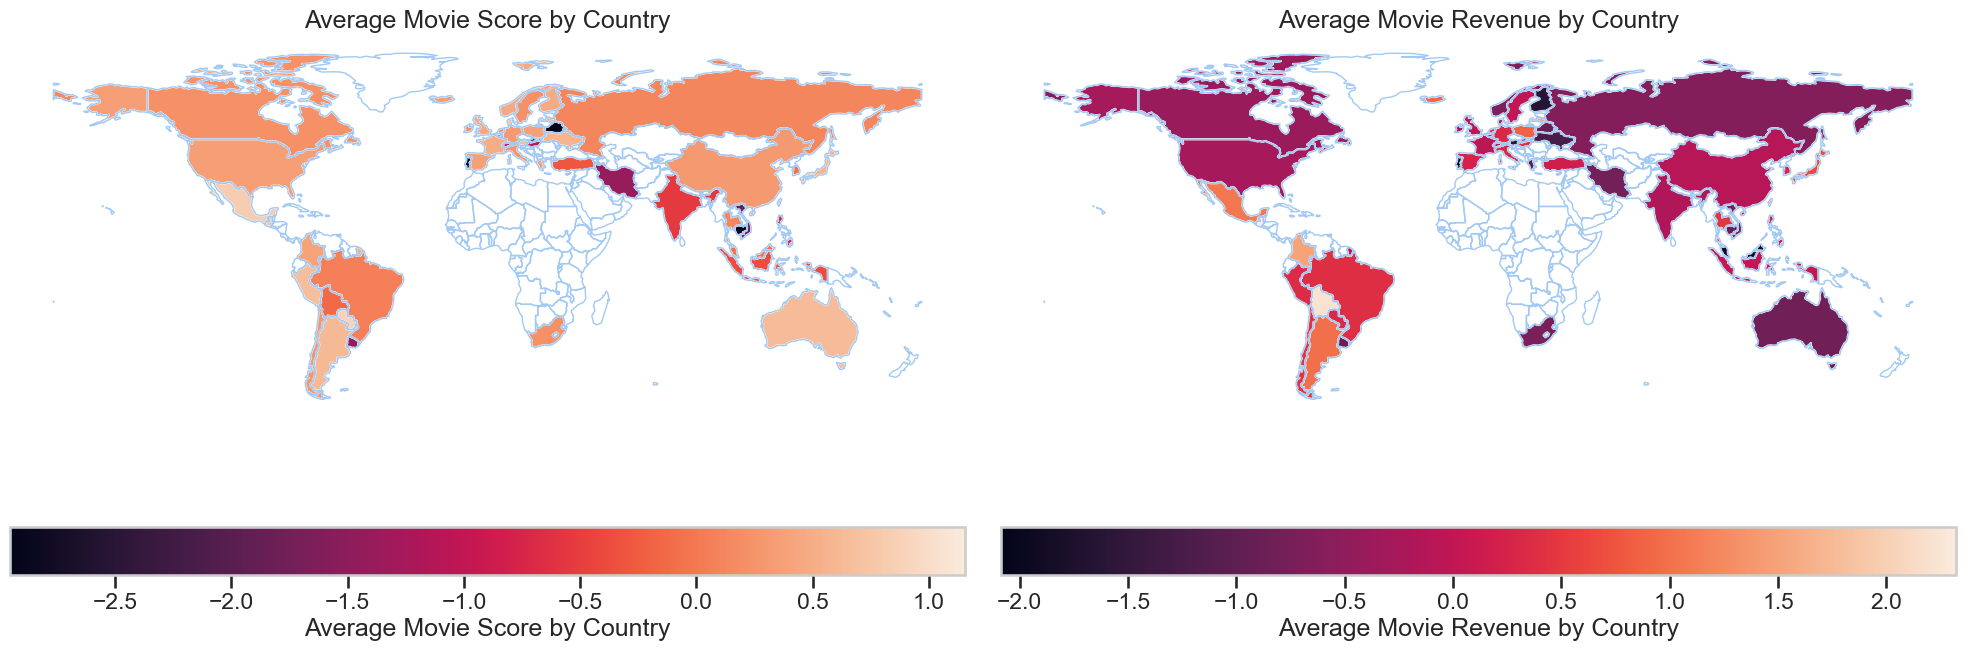 Average Movie Score by Country
Average Movie Revenue by Country
−2.5 −2.0 −1.5 −1.0 −0.5 0.0 0.5 1.0
−2.0 −1.5 −1.0 −0.5 0.0 0.5 1.0 1.5 2.0
Average Movie Score by Country
Average Movie Revenue by Country